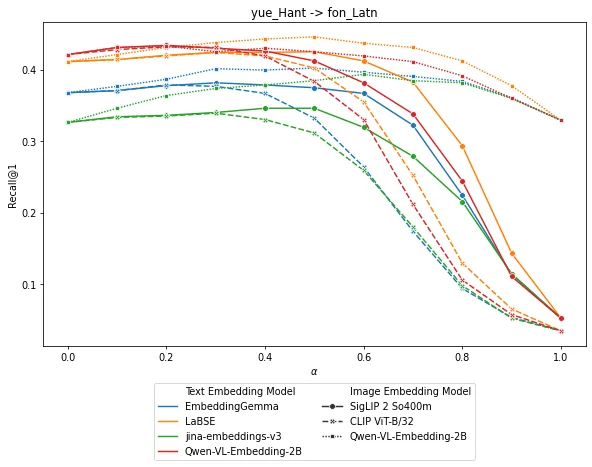 yue_Hant -> fon_Latn
Recall@1
0.4
0.3
0.2
0.1
0.0 0.2 0.4 0.6 0.8 1.0
α
Text Embedding Model Image Embedding Model
EmbeddingGemma SigLIP 2 So400m
LaBSE CLIP ViT-B/32
jina-embeddings-v3 Qwen-VL-Embedding-2B
Qwen-VL-Embedding-2B